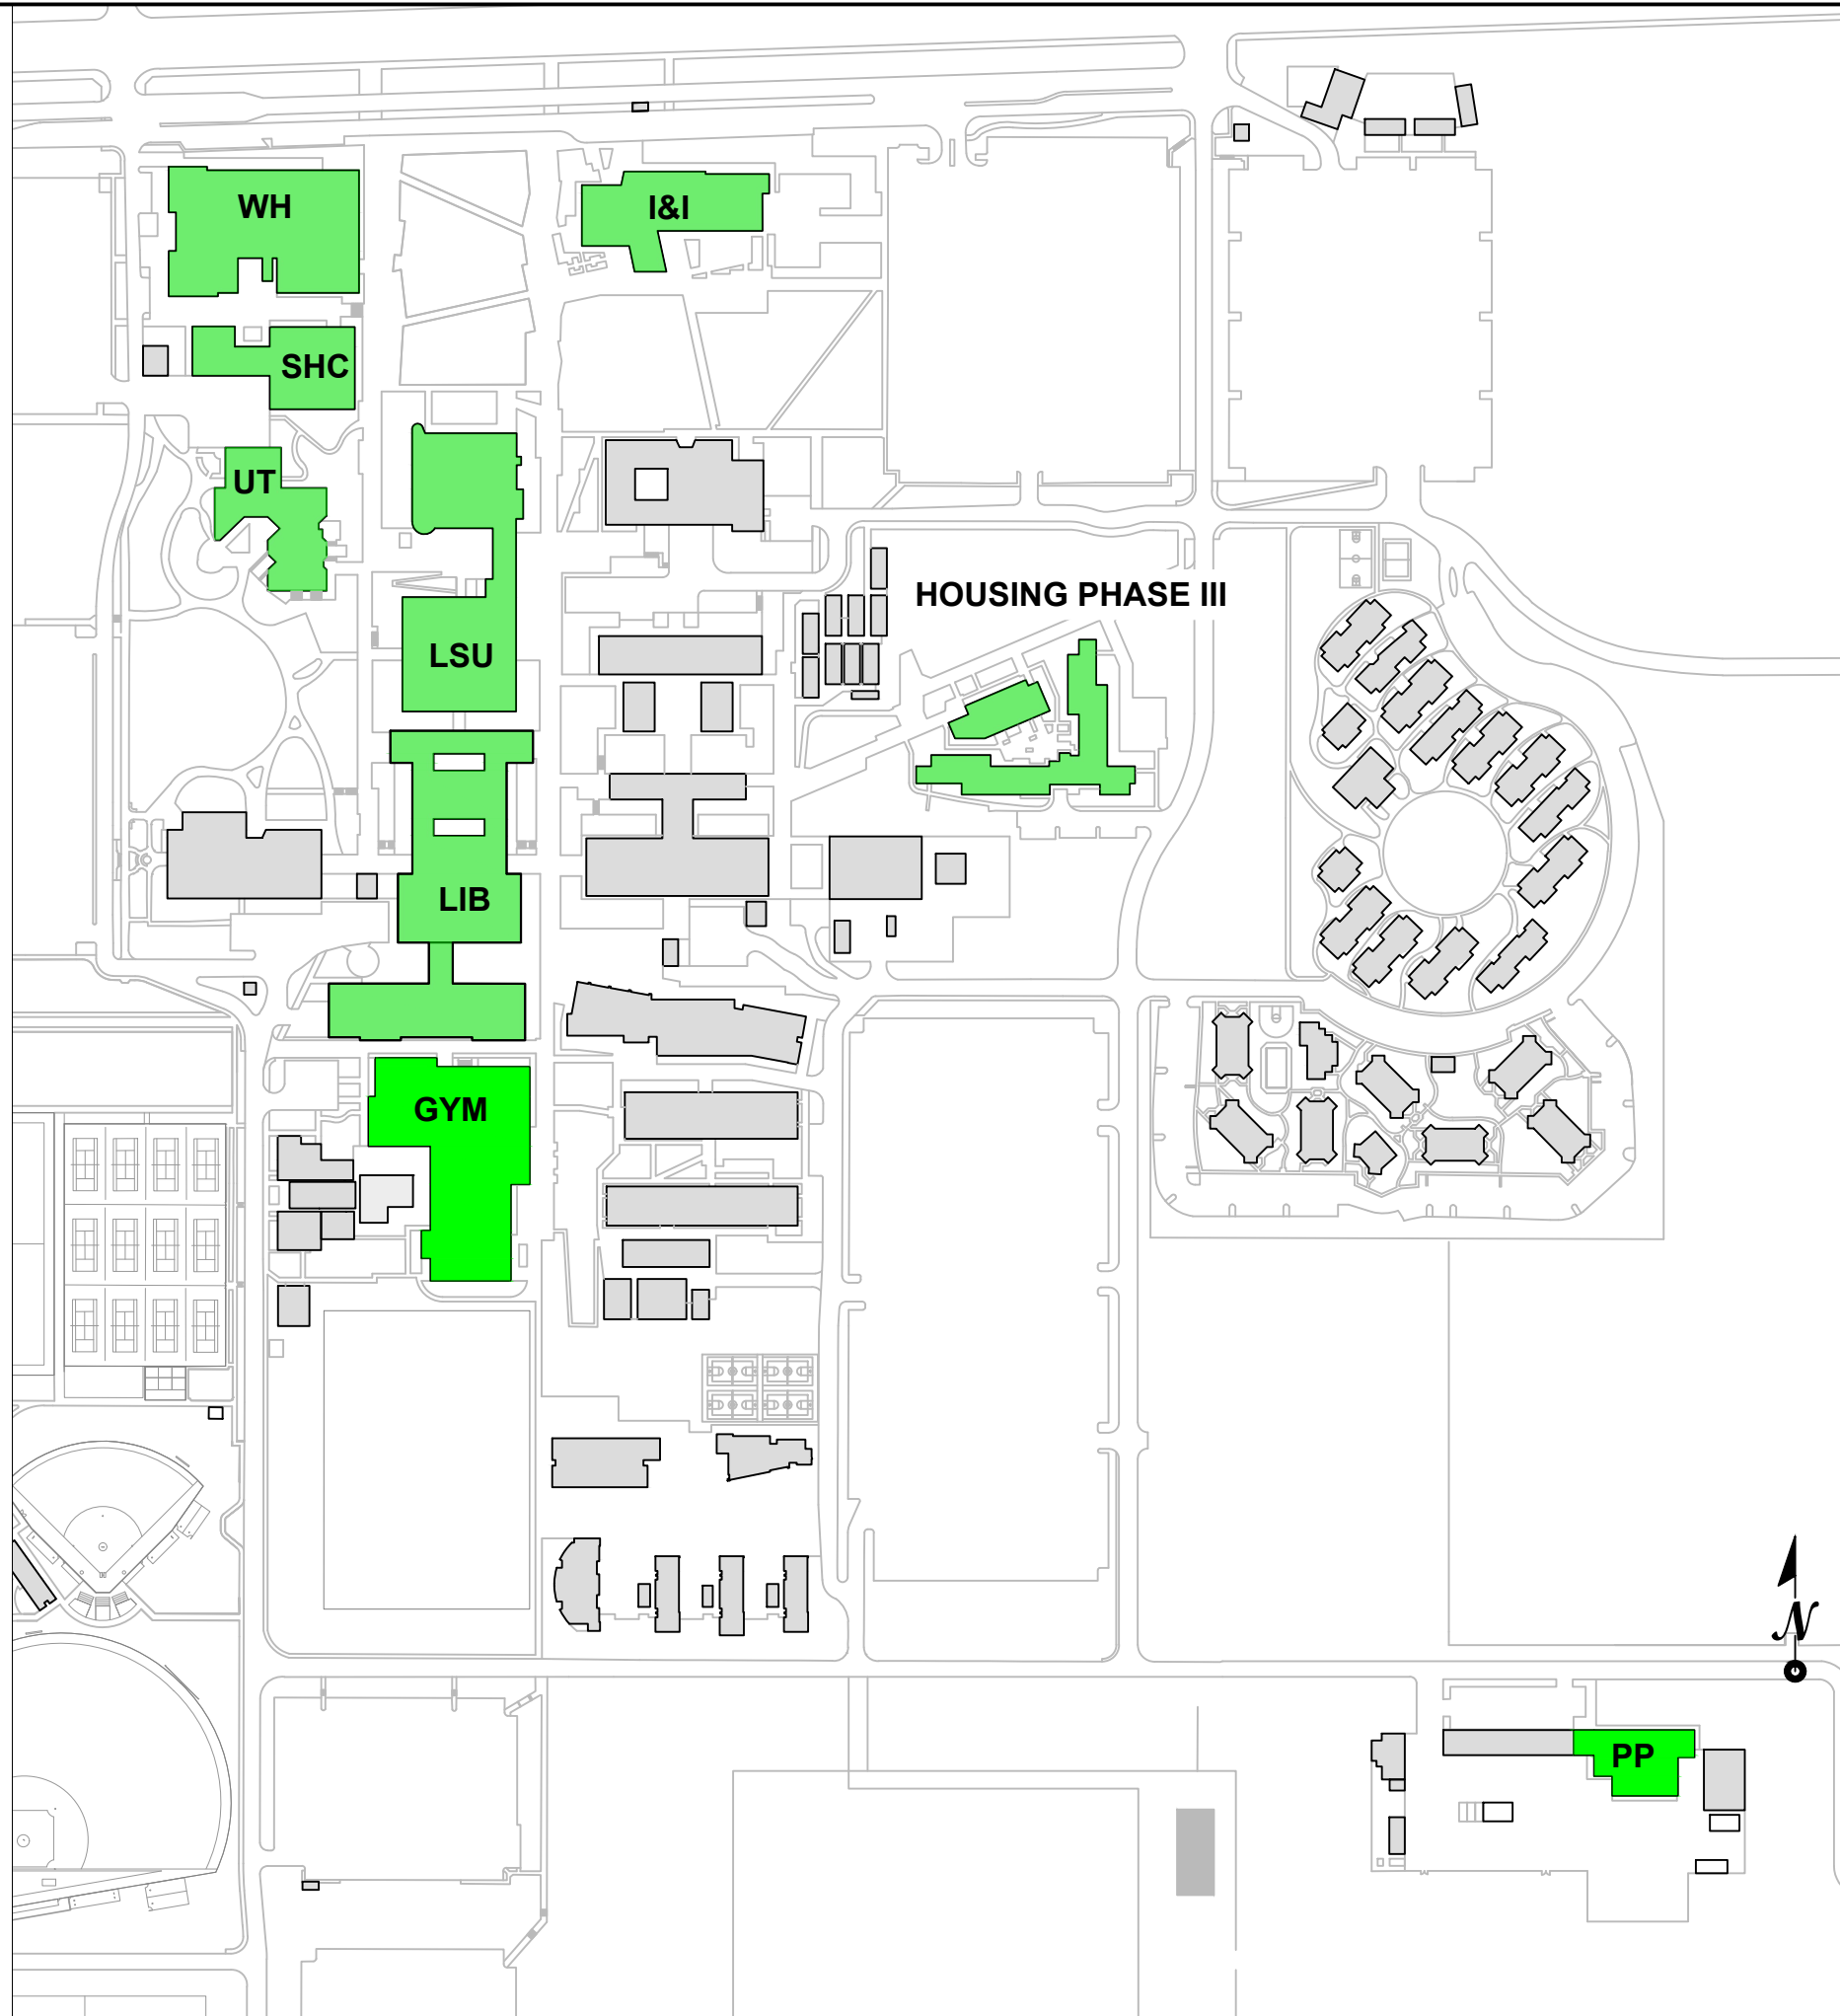 WH
I&I
SHC
UT
HOUSING PHASE III
LSU
LIB
GYM
N
PP